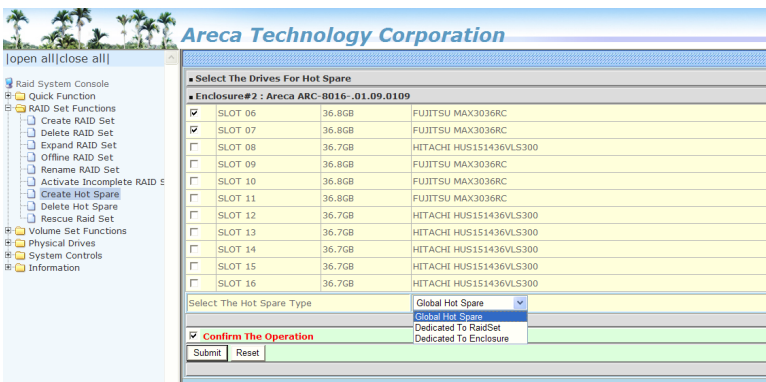 Areca Technology Corporation
|open all|close all|
Raid System Console
Quick Function
RAID Set Functions
Create RAID Set
Delete RAID Set
Expand RAID Set
Offline RAID Set
Rename RAID Set
Activate Incomplete RAID S
Create Hot Spare
Delete Hot Spare
Rescue Raid Set
Volume Set Functions
Physical Drives
System Controls
Information
Select The Drives For Hot Spare
Enclosure#2 : Areca ARC-8016-.01.09.0109
SLOT 06 36.8GB FUJITSU MAX3036RC
SLOT 07 36.8GB FUJITSU MAX3036RC
SLOT 08 36.7GB HITACHI HUS151436VLS300
SLOT 09 36.8GB FUJITSU MAX3036RC
SLOT 10 36.8GB FUJITSU MAX3036RC
SLOT 11 36.8GB FUJITSU MAX3036RC
SLOT 12 36.7GB HITACHI HUS151436VLS300
SLOT 13 36.7GB HITACHI HUS151436VLS300
SLOT 14 36.7GB HITACHI HUS151436VLS300
SLOT 15 36.7GB HITACHI HUS151436VLS300
SLOT 16 36.7GB HITACHI HUS151436VLS300
Select The Hot Spare Type Global Hot Spare
Global Hot Spare
Dedicated To RaidSet
Dedicated To Enclosure
Confirm The Operation
Submit Reset